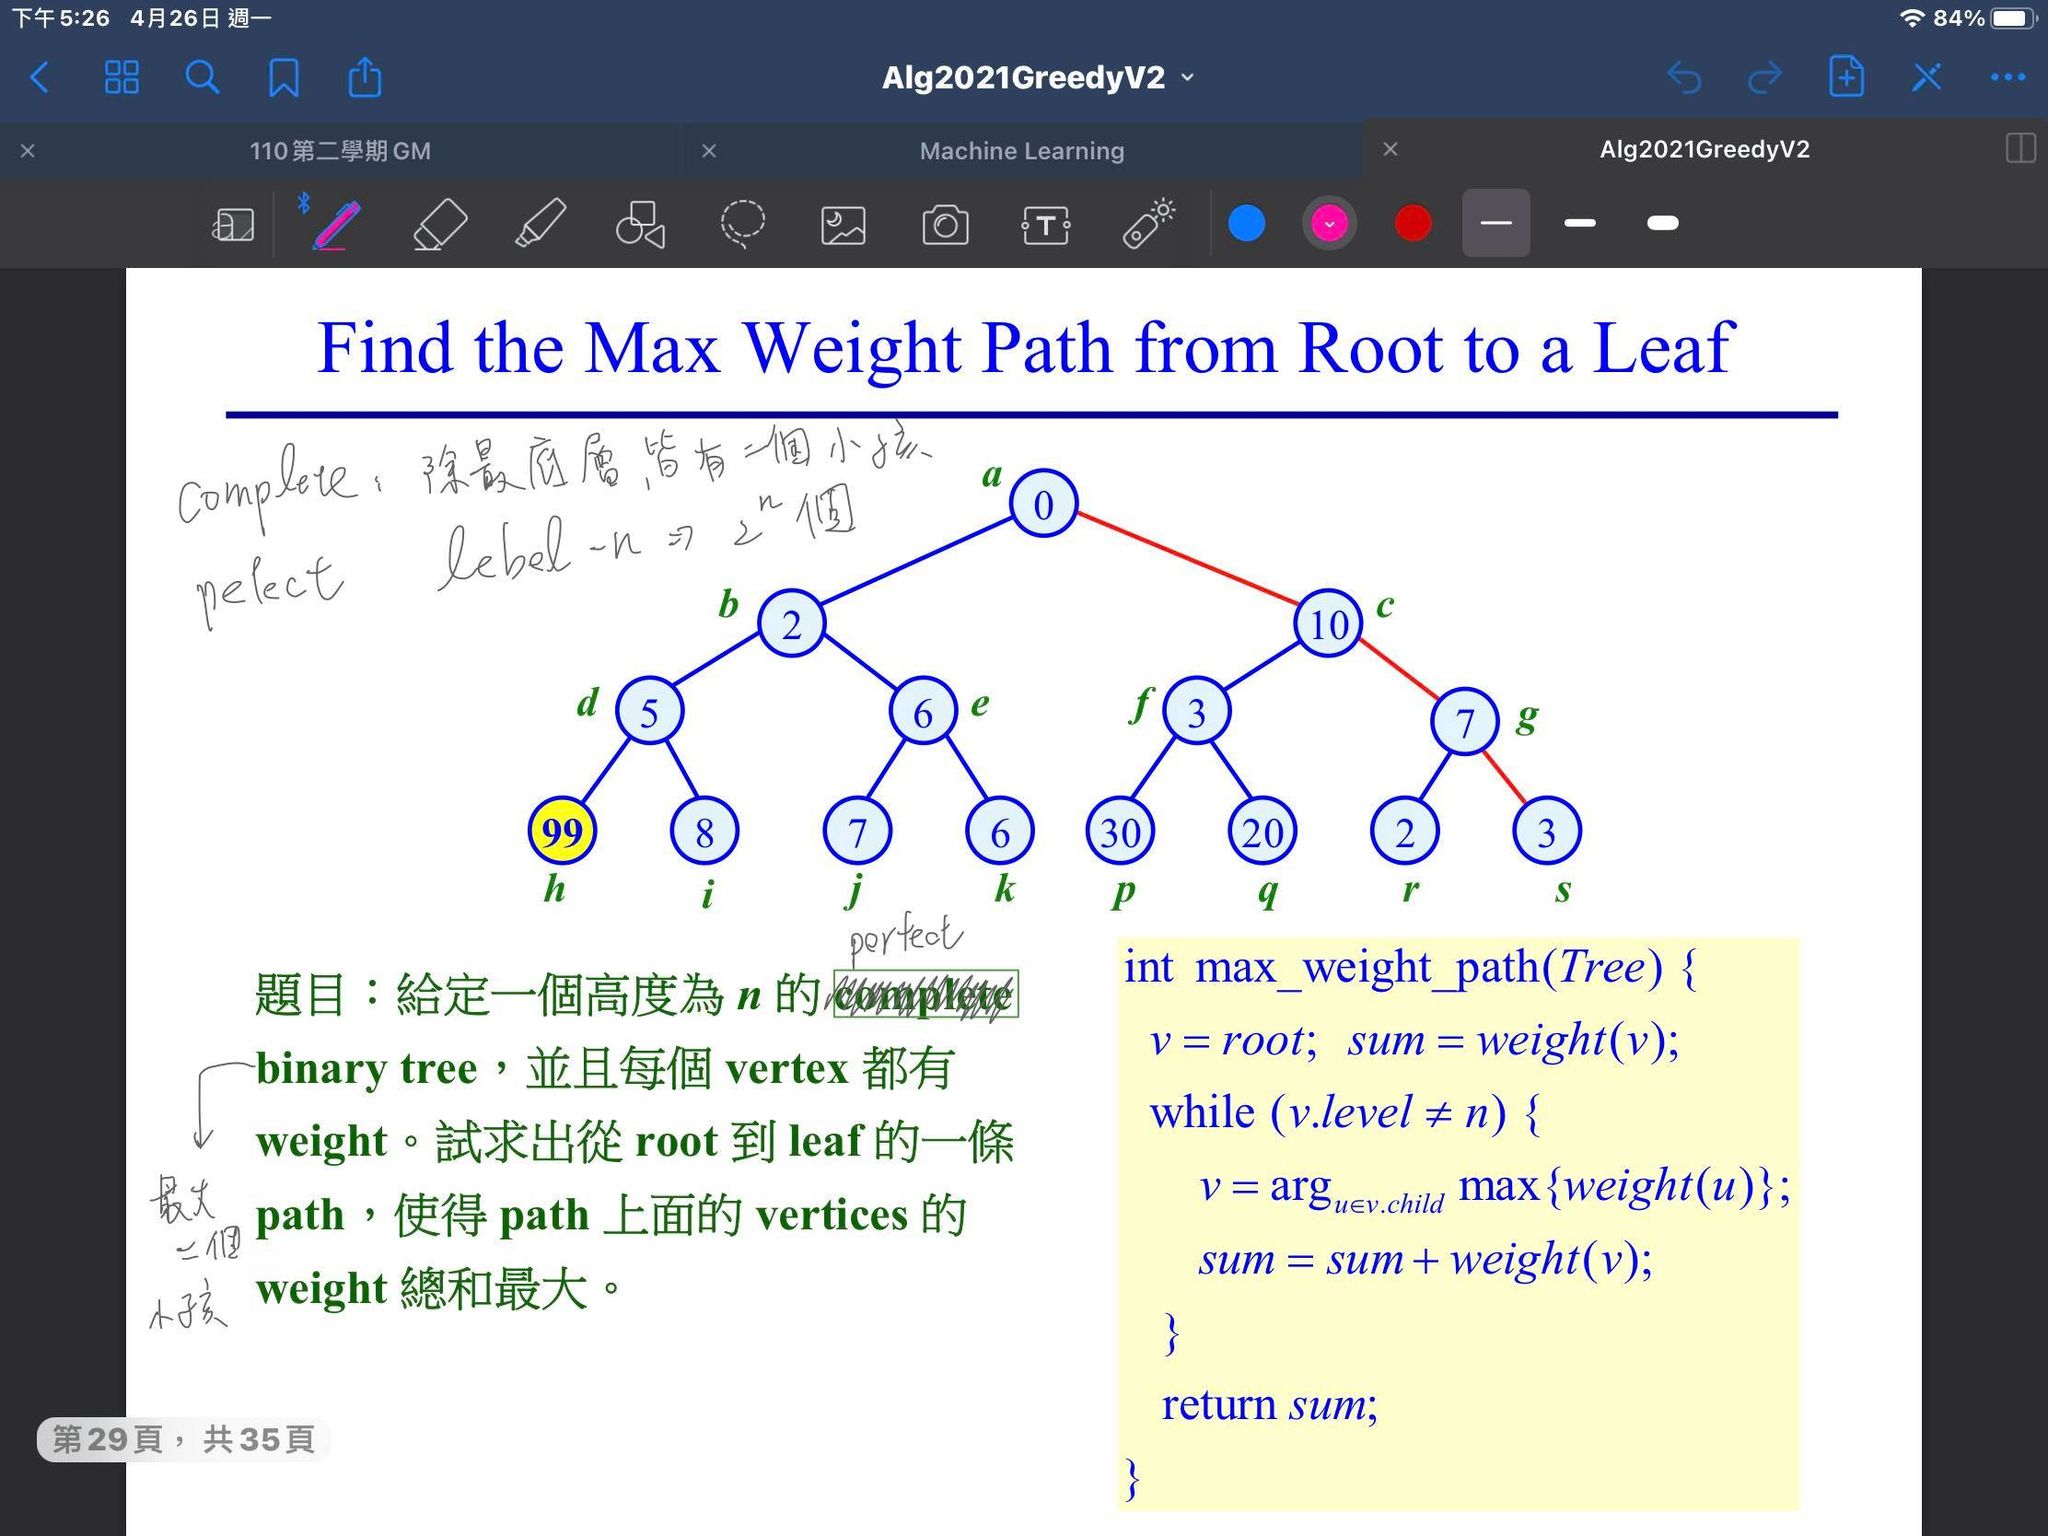 下午5:26 4月26日 週一
84%
Alg2021GreedyV2
110第二學期GM
Machine Learning
Alg2021GreedyV2
T
Find the Max Weight Path from Root to a Leaf
complete: 除最底層,皆有二個小孩
pelect lebel-n ⇒ 2^n 個
a
0
b
2
10
c
d
5
6
e
f
3
7
g
99
8
7
6
30
20
2
3
h
i
j
k
p
q
r
s
perfect
題目:給定一個高度為 n 的 complete
binary tree,並且每個 vertex 都有
weight。試求出從 root 到 leaf 的一條
path,使得 path 上面的 vertices 的
weight 總和最大。
最大
二個
小孩
int max_weight_path(Tree) {
v = root; sum = weight(v);
while (v.level ≠ n) {
v = arg u∈v.child max{weight(u)};
sum = sum + weight(v);
}
return sum;
}
第29頁, 共35頁